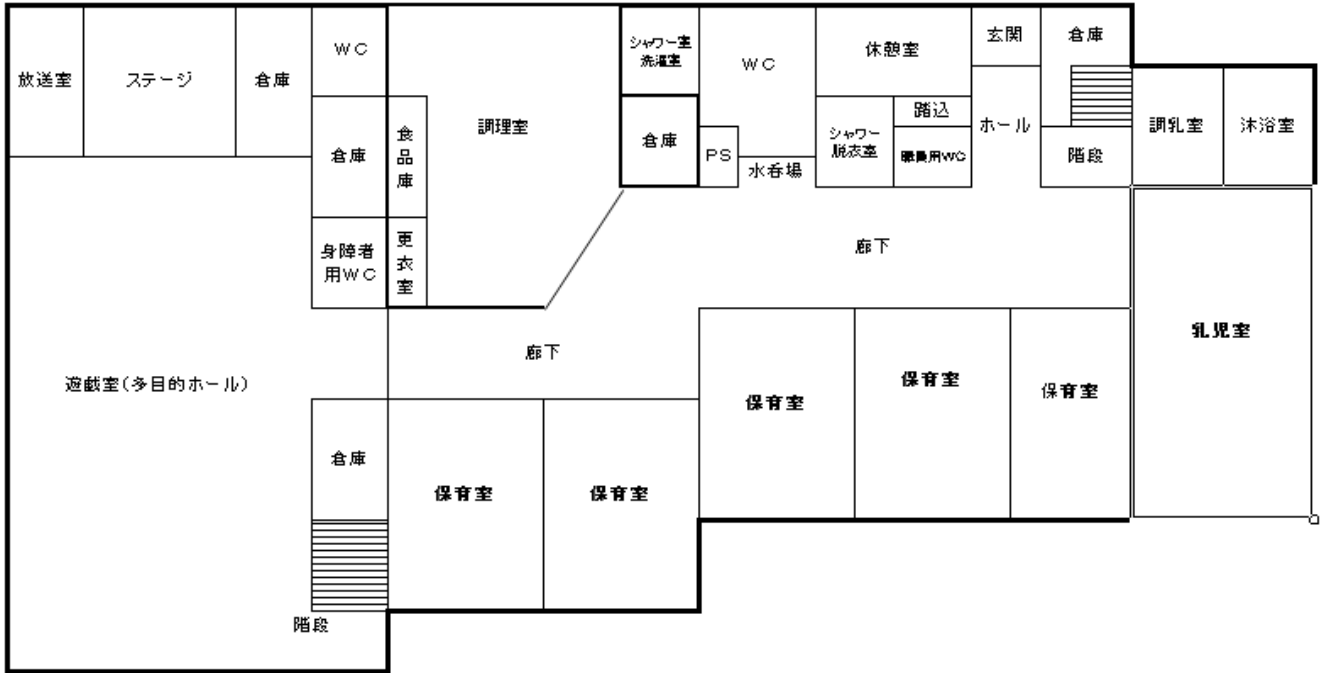 放送室
ステージ
倉庫
WC
倉庫
身障者
用WC
食
品
庫
更
衣
室
調理室
シャワー室
洗濯室
倉庫
WC
PS
水呑場
休憩室
シャワー
脱衣室
踏込
職員用WC
玄関
ホール
倉庫
階段
調乳室
沐浴室
廊下
乳児室
廊下
遊戯室(多目的ホール)
倉庫
階段
保育室
保育室
保育室
保育室
保育室